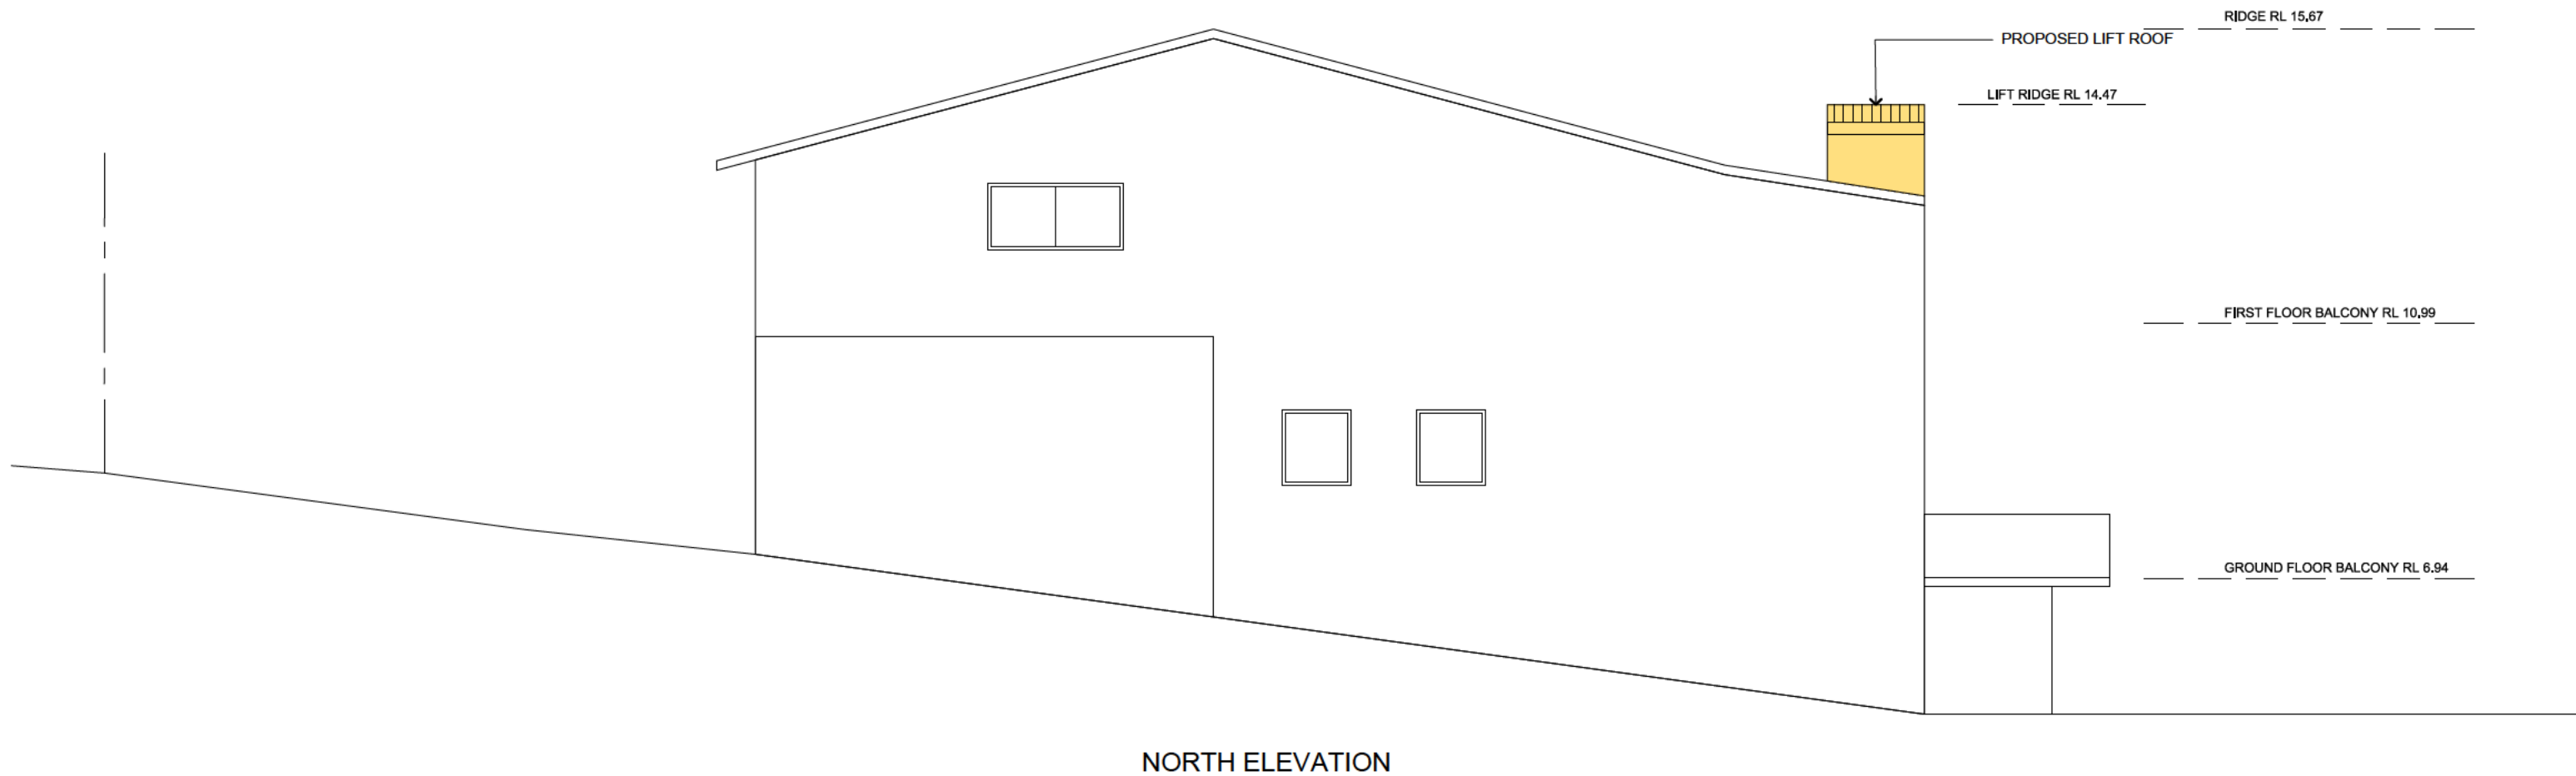 RIDGE RL 15.67
PROPOSED LIFT ROOF
LIFT RIDGE RL 14.47
FIRST FLOOR BALCONY RL 10.99
GROUND FLOOR BALCONY RL 6.94
NORTH ELEVATION